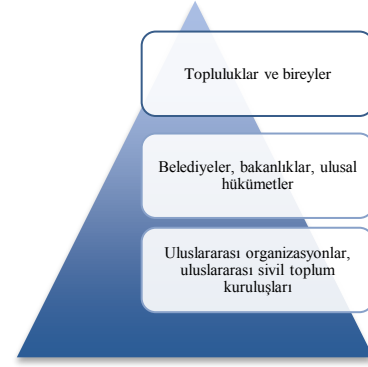 Topluluklar ve bireyler
Belediyeler, bakanlıklar, ulusal
hükümetler
Uluslararası organizasyonlar,
uluslararası sivil toplum
kuruluşları